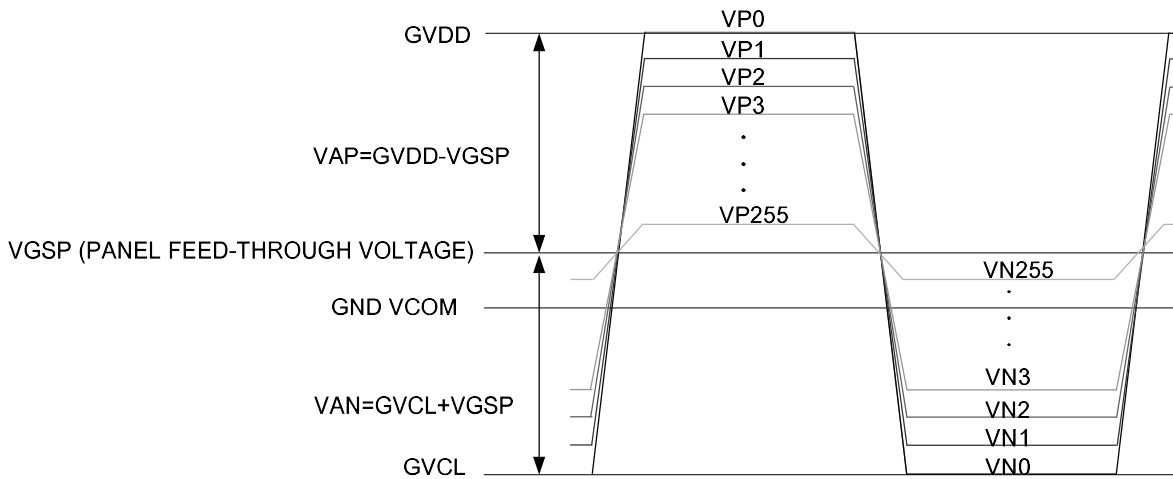 VP0
GVDD
VP1
VP2
VP3
VAP=GVDD-VGSP
VP255
VGSP (PANEL FEED-THROUGH VOLTAGE)
VN255
GND VCOM
VN3
VAN=GVCL+VGSP
VN2
VN1
GVCL
VN0